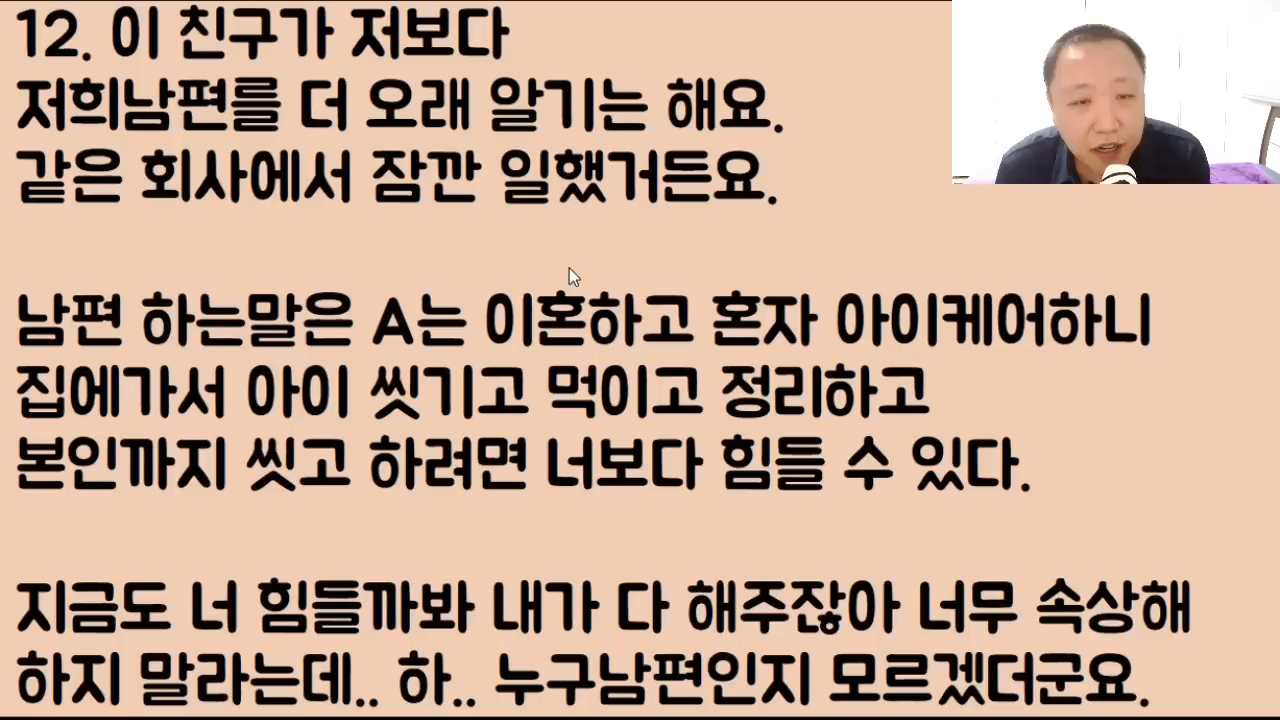 12. 이 친구가 저보다
저희남편를 더 오래 알기는 해요.
같은 회사에서 잠깐 일했거든요.
남편 하는말은 A는 이혼하고 혼자 아이케어하니
집에가서 아이 씻기고 먹이고 정리하고
본인까지 씻고 하려면 너보다 힘들 수 있다.
지금도 너 힘들까봐 내가 다 해주잖아 너무 속상해
하지 말라는데.. 하.. 누구남편인지 모르겠더군요.